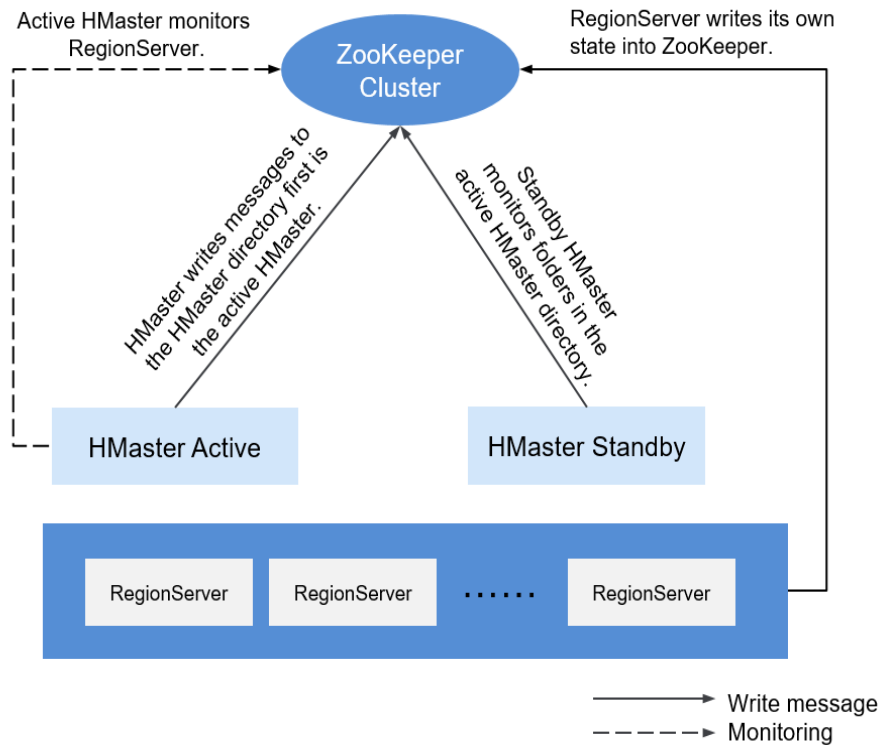 Active HMaster monitors
RegionServer.
RegionServer writes its own
state into ZooKeeper.
ZooKeeper
Cluster
HMaster writes messages to
the HMaster directory first is
the active HMaster.
Standby HMaster
monitors folders in the
active HMaster directory.
HMaster Active
HMaster Standby
RegionServer
RegionServer
······
RegionServer
Write message
Monitoring